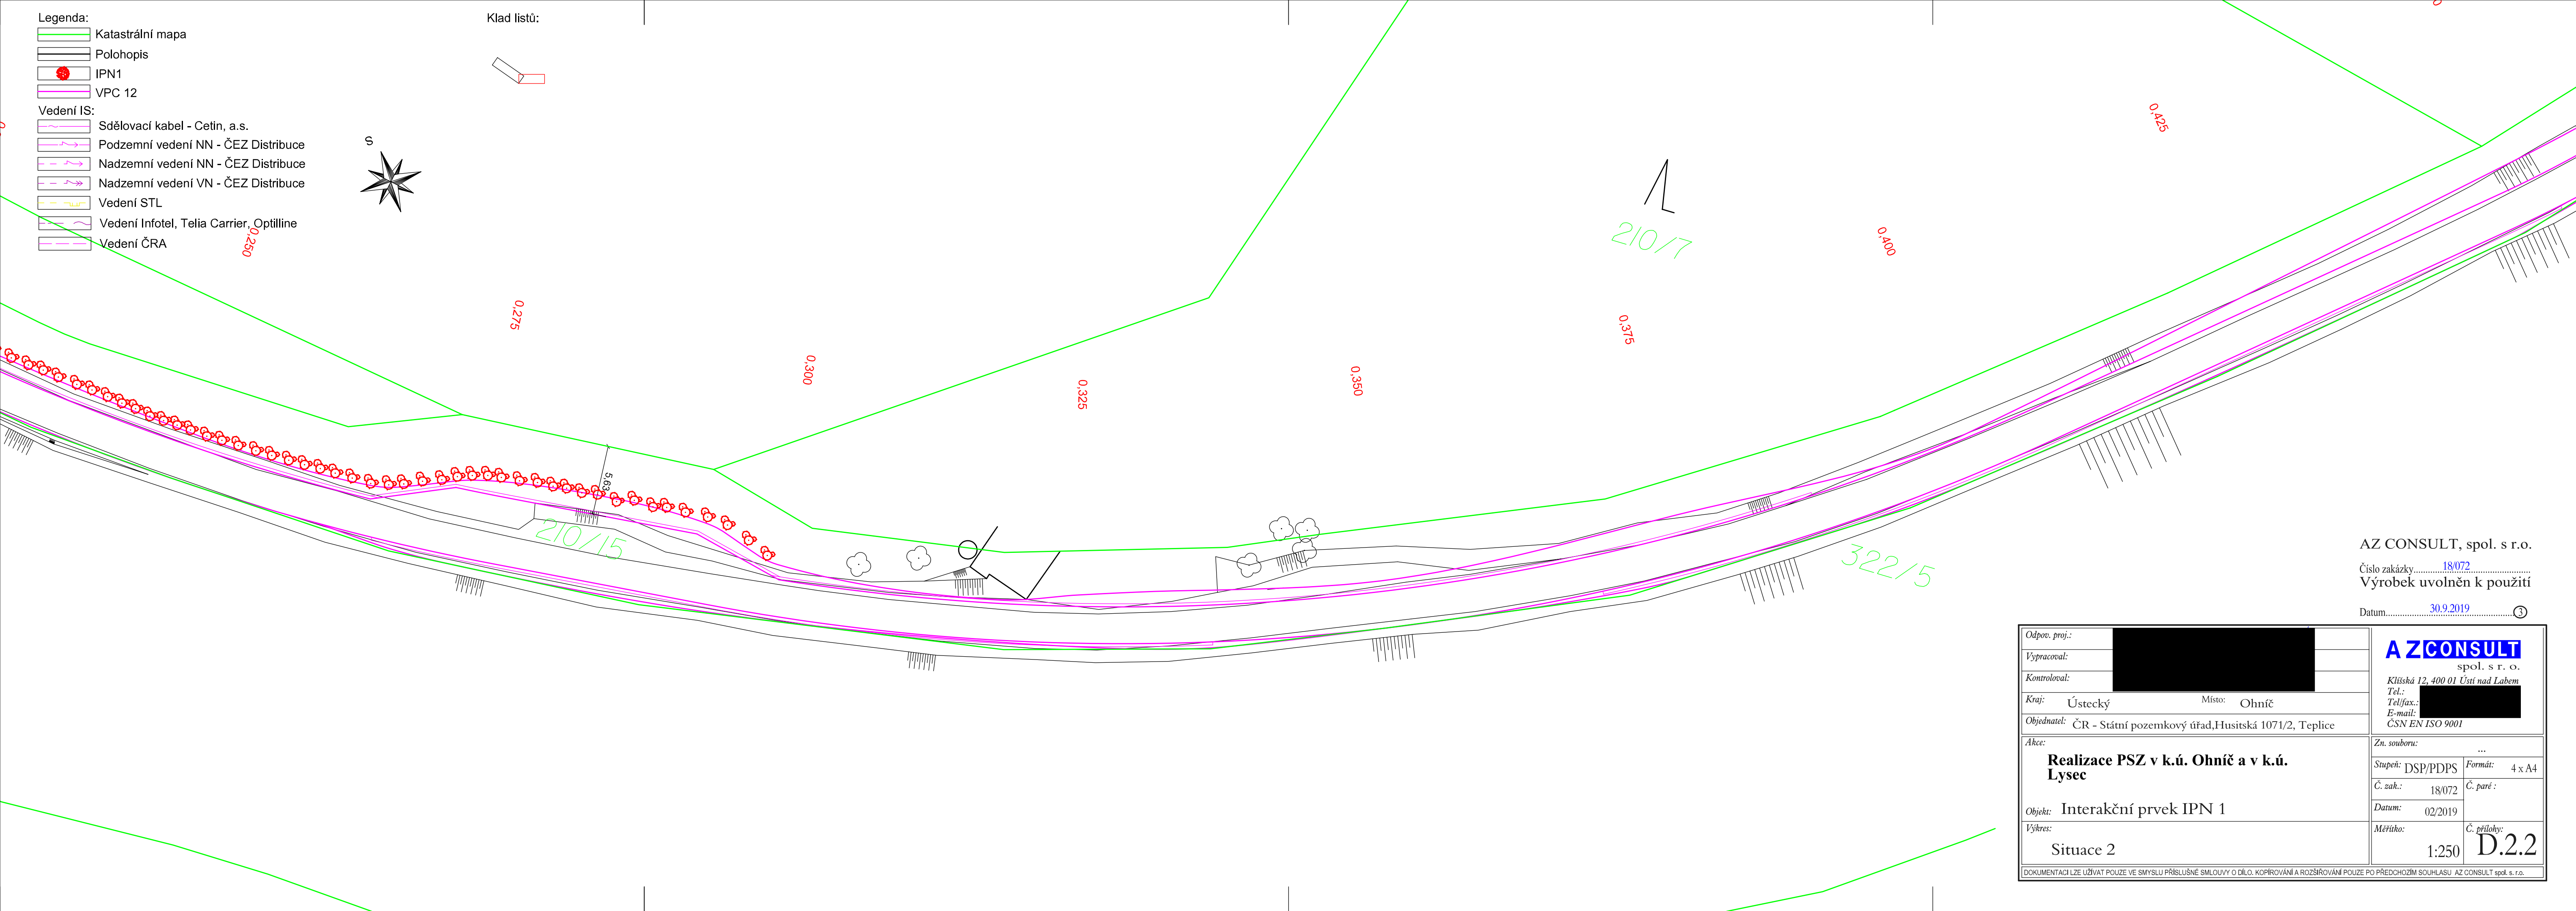 Legenda:
Katastrální mapa
Polohopis
IPN1
VPC 12
Vedení IS:
Sdělovací kabel - Cetin, a.s.
Podzemní vedení NN - ČEZ Distribuce
Nadzemní vedení NN - ČEZ Distribuce
Nadzemní vedení VN - ČEZ Distribuce
Vedení STL
Vedení Infotel, Telia Carrier, Optilline
Vedení ČRA
Klad listů:
S
0,250
0,275
0,300
0,325
0,350
0,375
0,400
0,425
5,63
210/7
210/15
322/5
AZ CONSULT, spol. s r.o.
Číslo zakázky 18/072
Výrobek uvolněn k použití
Datum 30.9.2019 3
Odpov. proj.:
Vypracoval:
Kontroloval:
Kraj: Ústecký Místo: Ohníč
Objednatel: ČR - Státní pozemkový úřad,Husitská 1071/2, Teplice
AZ CONSULT
spol. s r. o.
Klíšská 12, 400 01 Ústí nad Labem
Tel.:
Tel/fax.:
E-mail:
ČSN EN ISO 9001
Akce:
Realizace PSZ v k.ú. Ohníč a v k.ú.
Lysec
Objekt: Interakční prvek IPN 1
Výkres:
Situace 2
Zn. souboru:
...
Stupeň: DSP/PDPS Formát: 4 x A4
Č. zak.: 18/072 Č. paré :
Datum: 02/2019
Měřítko: 1:250
Č. přílohy: D.2.2
DOKUMENTACI LZE UŽÍVAT POUZE VE SMYSLU PŘÍSLUŠNÉ SMLOUVY O DÍLO. KOPÍROVÁNÍ A ROZŠIŘOVÁNÍ POUZE PO PŘEDCHOZÍM SOUHLASU AZ CONSULT spol. s r.o.